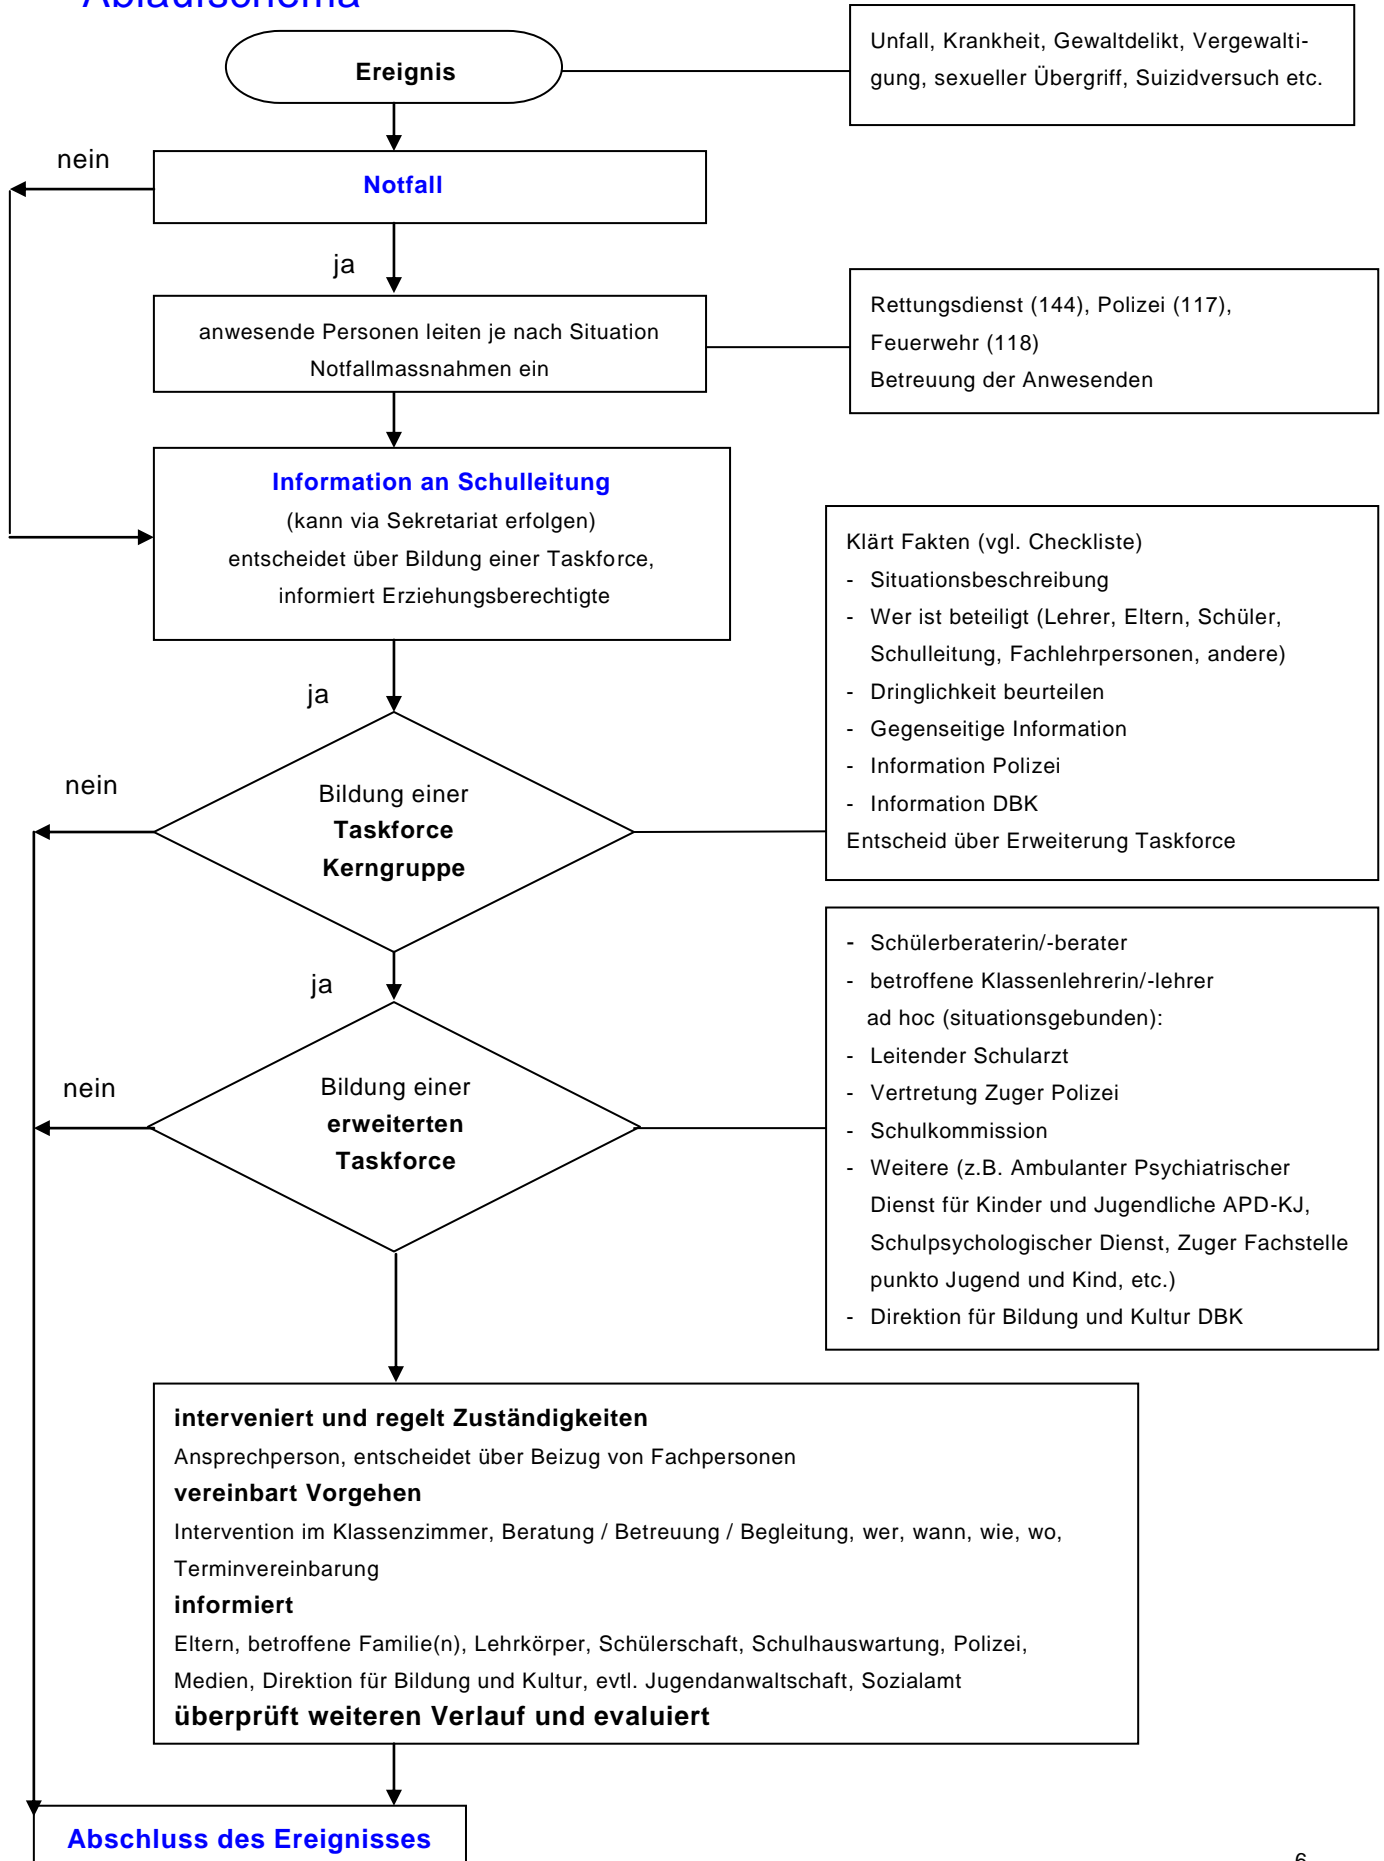 Ablaufschema
Ereignis
Unfall, Krankheit, Gewaltdelikt, Vergewalti-
gung, sexueller Übergriff, Suizidversuch etc.
nein
Notfall
ja
anwesende Personen leiten je nach Situation
Notfallmassnahmen ein
Rettungsdienst (144), Polizei (117),
Feuerwehr (118)
Betreuung der Anwesenden
Information an Schulleitung
(kann via Sekretariat erfolgen)
entscheidet über Bildung einer Taskforce,
informiert Erziehungsberechtigte
ja
nein
Bildung einer
Taskforce
Kerngruppe
Klärt Fakten (vgl. Checkliste)
- Situationsbeschreibung
- Wer ist beteiligt (Lehrer, Eltern, Schüler,
Schulleitung, Fachlehrpersonen, andere)
- Dringlichkeit beurteilen
- Gegenseitige Information
- Information Polizei
- Information DBK
Entscheid über Erweiterung Taskforce
ja
nein
Bildung einer
erweiterten
Taskforce
- Schülerberaterin/-berater
- betroffene Klassenlehrerin/-lehrer
ad hoc (situationsgebunden):
- Leitender Schularzt
- Vertretung Zuger Polizei
- Schulkommission
- Weitere (z.B. Ambulanter Psychiatrischer
Dienst für Kinder und Jugendliche APD-KJ,
Schulpsychologischer Dienst, Zuger Fachstelle
punkto Jugend und Kind, etc.)
- Direktion für Bildung und Kultur DBK
interveniert und regelt Zuständigkeiten
Ansprechperson, entscheidet über Beizug von Fachpersonen
vereinbart Vorgehen
Intervention im Klassenzimmer, Beratung / Betreuung / Begleitung, wer, wann, wie, wo,
Terminvereinbarung
informiert
Eltern, betroffene Familie(n), Lehrkörper, Schülerschaft, Schulhauswartung, Polizei,
Medien, Direktion für Bildung und Kultur, evtl. Jugendanwaltschaft, Sozialamt
überprüft weiteren Verlauf und evaluiert
Abschluss des Ereignisses
6